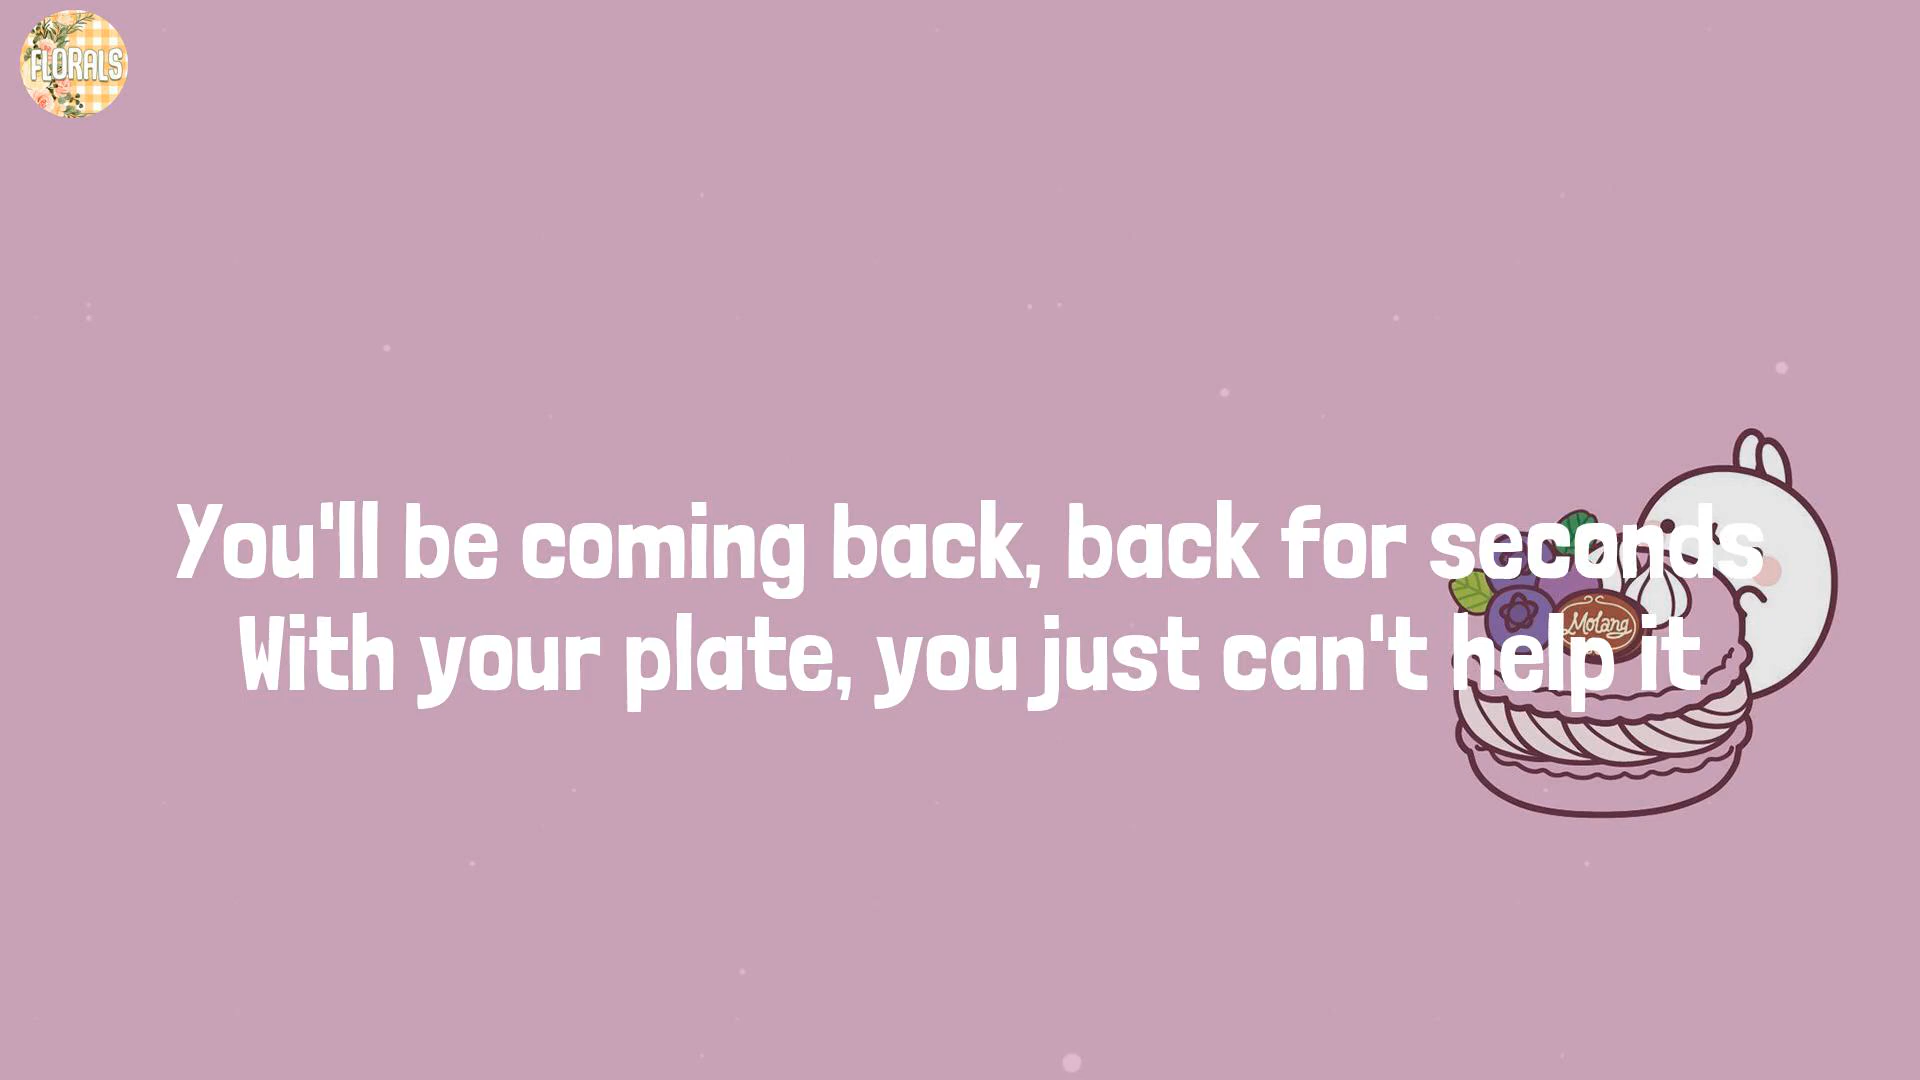 FLORALS
You'll be coming back, back for seconds
Molang
With your plate, you just can't help it